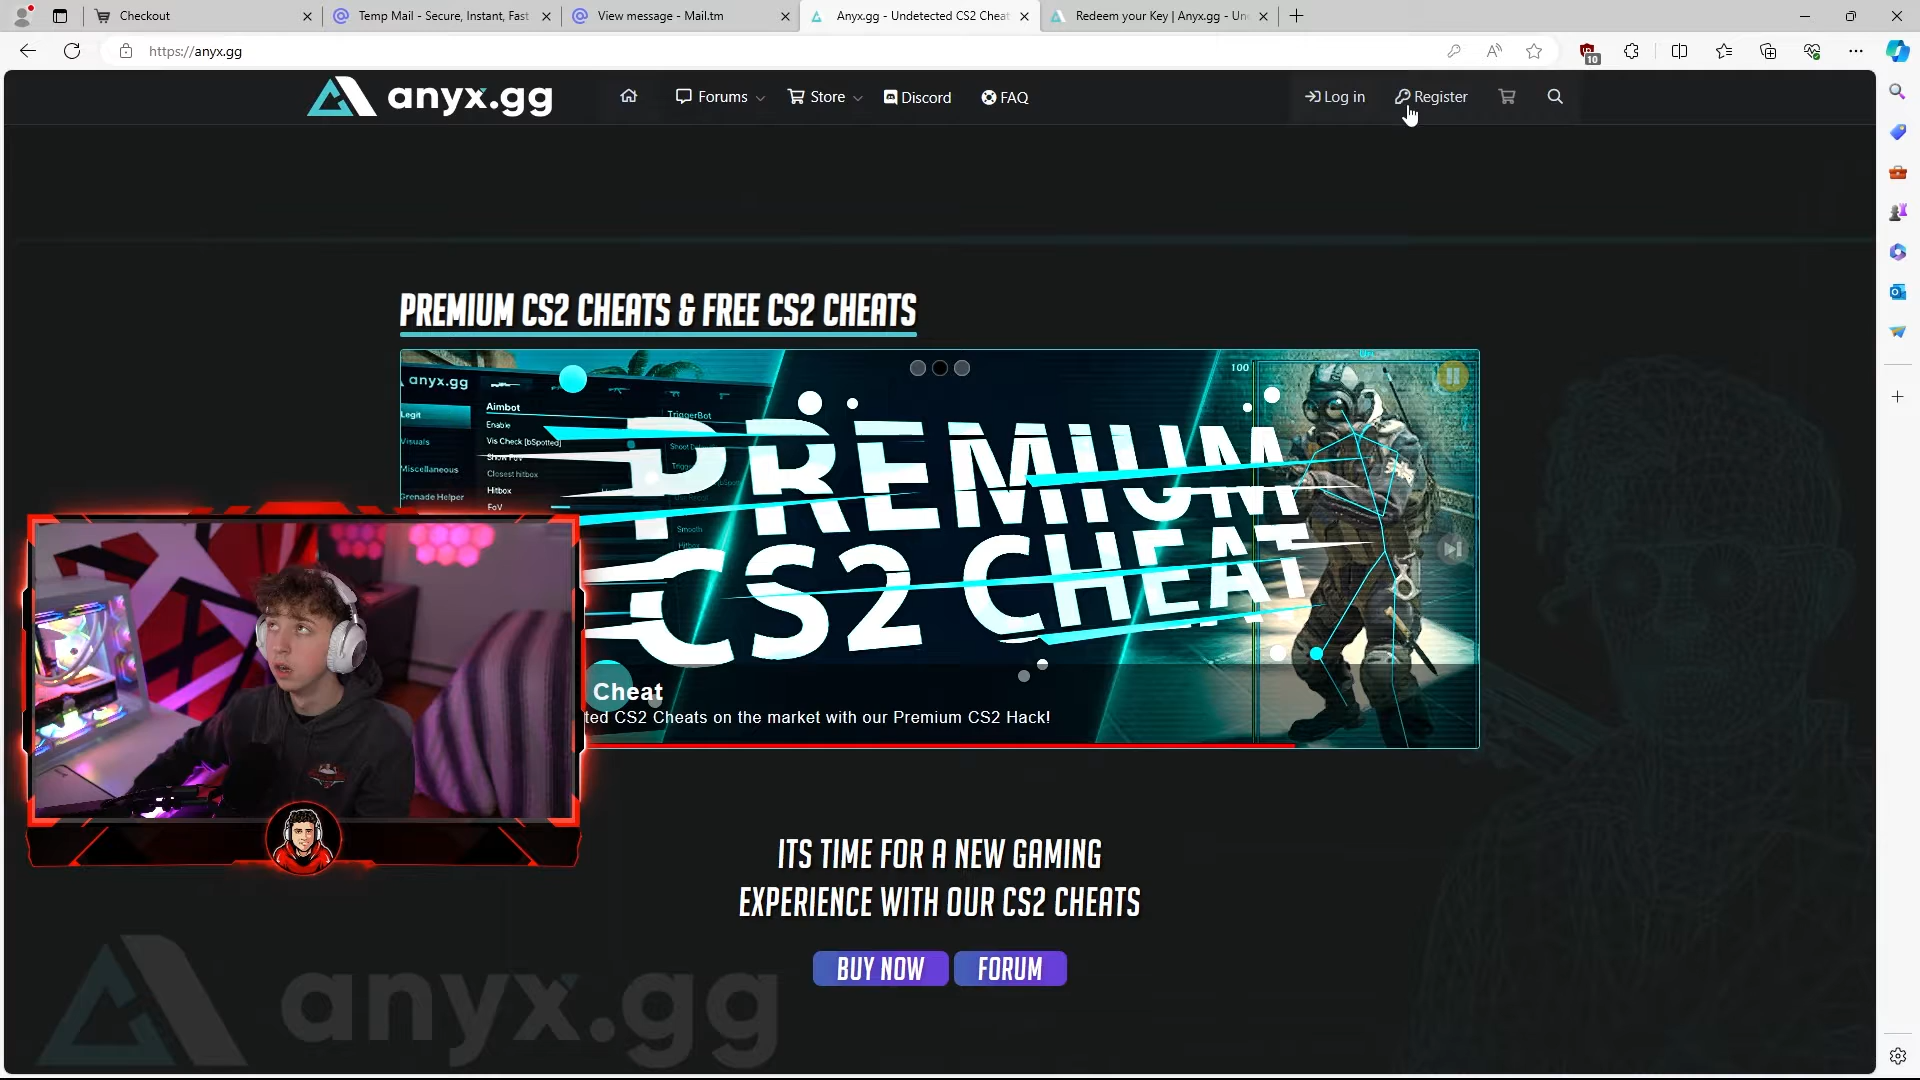 Checkout
Temp Mail - Secure, Instant, Fast
View message - Mail.tm
Anyx.gg - Undetected CS2 Cheat
Redeem your Key | Anyx.gg - Un
https://anyx.gg
10
anyx.gg
Forums
Store
Discord
FAQ
Log in
Register
PREMIUM CS2 CHEATS & FREE CS2 CHEATS
anyx.gg
Legit
Visuals
Miscellaneous
Grenade Helper
Aimbot
Enable
Vis Check [bSpotted]
Show FoV
Closest hitbox
Hitbox
FoV
TriggerBot
Smooth
100
PREMIUM
CS2 CHEAT
Cheat
ted CS2 Cheats on the market with our Premium CS2 Hack!
ITS TIME FOR A NEW GAMING
EXPERIENCE WITH OUR CS2 CHEATS
BUY NOW
FORUM
anyx.gg